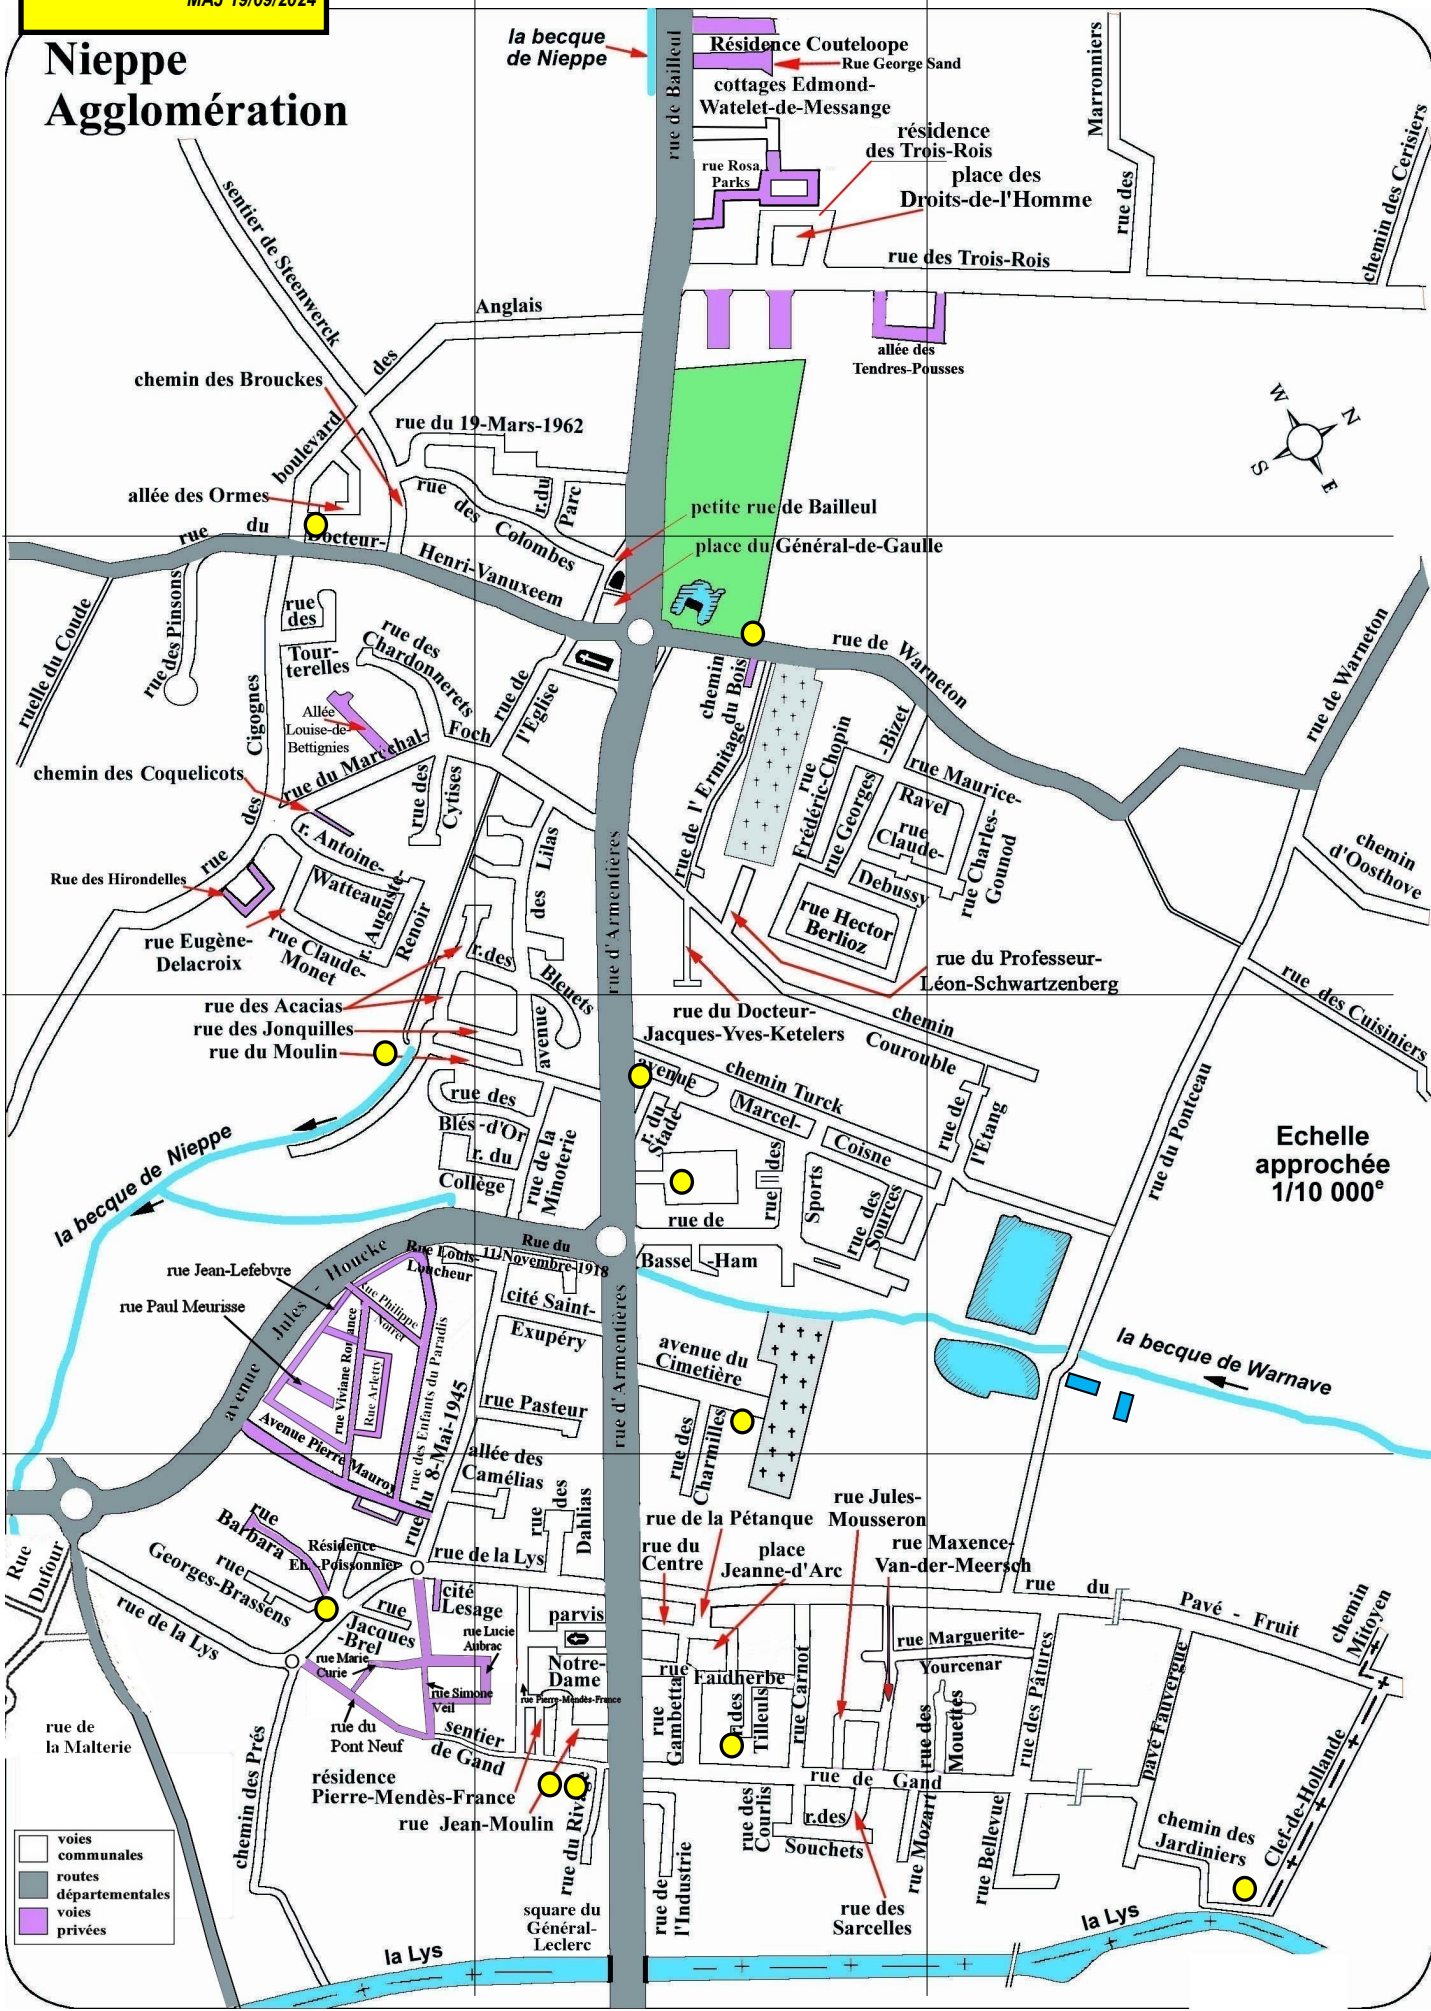 MAJ 19/09/2024
Nieppe
Agglomération
la becque
de Nieppe
rue de Bailleul
Résidence Couteloope
Rue George Sand
cottages Edmond-
Watelet-de-Messange
résidence
des Trois-Rois
rue Rosa
Parks
place des
Droits-de-l'Homme
rue des Trois-Rois
rue des
Marronniers
chemin des Cerisiers
allée des
Tendres-Pousses
sentier de Steenwerck
boulevard
des
Anglais
chemin des Brouckes
rue du 19-Mars-1962
allée des Ormes
rue
des
Colombes
r.du
Parc
petite rue de Bailleul
place du Général-de-Gaulle
W
N
S
E
rue
du
Docteur-
Henri-Vanuxeem
ruelle du Coude
rue des Pinsons
rue
des
Tour-
terelles
rue des
Chardonnerets
rue de
l'Eglise
chemin
du Bois
rue de
Warneton
rue de Warneton
Allée
Louise-de-
Bettignies
rue du Maréchal-
Foch
rue
des
Cigognes
chemin des Coquelicots
rue des
Cytises
r. Antoine-
Watteau
r. Auguste-
Renoir
Rue des Hirondelles
rue Eugène-
Delacroix
rue Claude-
Monet
avenue
des
Lilas
r.des
Bleuets
rue d'Armentières
rue de l' Ermitage
rue
Frédéric-Chopin
rue Georges
-Bizet
rue Maurice-
Ravel
rue
Claude-
Debussy
rue Charles-
Gounod
rue Hector
Berlioz
chemin
d'Oosthove
rue du Professeur-
Léon-Schwartzenberg
rue des Cuisiniers
rue des Acacias
rue des Jonquilles
rue du Moulin
rue du Docteur-
Jacques-Yves-Ketelers
chemin
Courouble
avenue
chemin Turck
Marcel-
Coisne
r. du
Stade
rue de
l'Etang
rue du Pontceau
Echelle
approchée
1/10 000e
rue des
Blés-d'Or
r. du
Collège
rue de la
Minoterie
rue
des
Sports
rue des
Sources
rue de
Basse
-Ham
la becque de Nieppe
avenue
Jules - Houcke
Rue du
11-Novembre-1918
Rue Louis-
Loucheur
rue Jean-Lefebvre
rue Paul Meurisse
Rue Philippe
Noiret
rue Viviane Romance
Rue Arletty
rue des Enfants du Paradis
Avenue Pierre Mauroy
rue du 8-Mai-1945
cité Saint-
Exupéry
rue Pasteur
rue d'Armentières
avenue du
Cimetière
rue des
Charmilles
la becque de Warnave
allée des
Camélias
rue
des
Dahlias
Rue
Dufour
rue
Barbara
rue
Georges-Brassens
Résidence
rue de la Lys
rue de la Lys
rue
Jacques
-Brel
cité
Lesage
rue Lucie
Aubrac
rue Marie
Curie
rue Simone
Veil
rue du
Pont Neuf
parvis
Notre-
Dame
rue Pierre-Mendès-France
sentier
de Gand
résidence
Pierre-Mendès-France
rue Jean-Moulin
rue du
Centre
rue de la Pétanque
place
Jeanne-d'Arc
rue Jules-
Mousseron
rue Maxence-
Van-der-Meersch
rue du
Pavé - Fruit
chemin
Mitoyen
rue
Faidherbe
rue
Gambetta
r.des
Tilleuls
rue Carnot
rue Marguerite-
Yourcenar
rue des
Mouettes
rue des Pâtures
pavé Fauvergue
rue de Gand
rue de
la Malterie
chemin des Prés
rue du Rivage
square du
Général-
Leclerc
rue de
l'Industrie
rue des
Courlis
r.des
Souchets
rue des
Sarcelles
rue Mozart
rue Bellevue
chemin des
Jardiniers
Clef-de-Hollande
voies
communales
routes
départementales
voies
privées
la Lys
la Lys